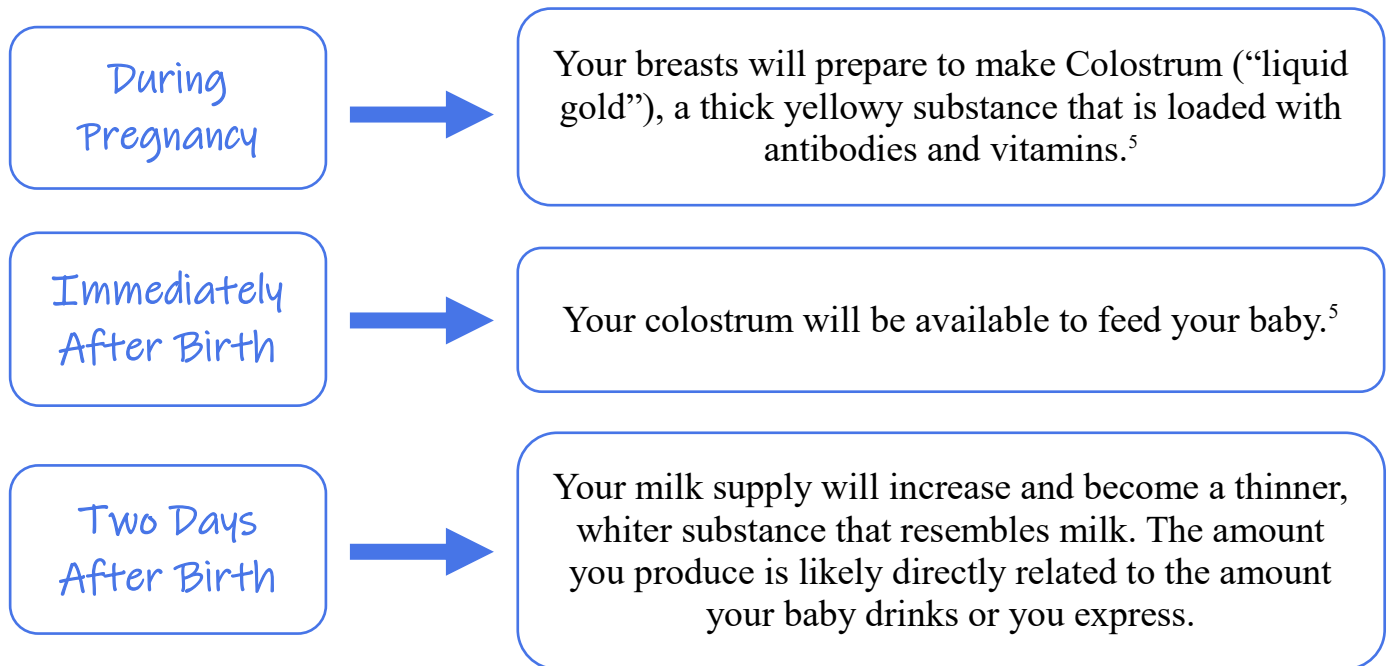 During
Pregnancy
Your breasts will prepare to make Colostrum (“liquid
gold”), a thick yellowy substance that is loaded with
antibodies and vitamins.⁵
Immediately
After Birth
Your colostrum will be available to feed your baby.⁵
Two Days
After Birth
Your milk supply will increase and become a thinner,
whiter substance that resembles milk. The amount
you produce is likely directly related to the amount
your baby drinks or you express.